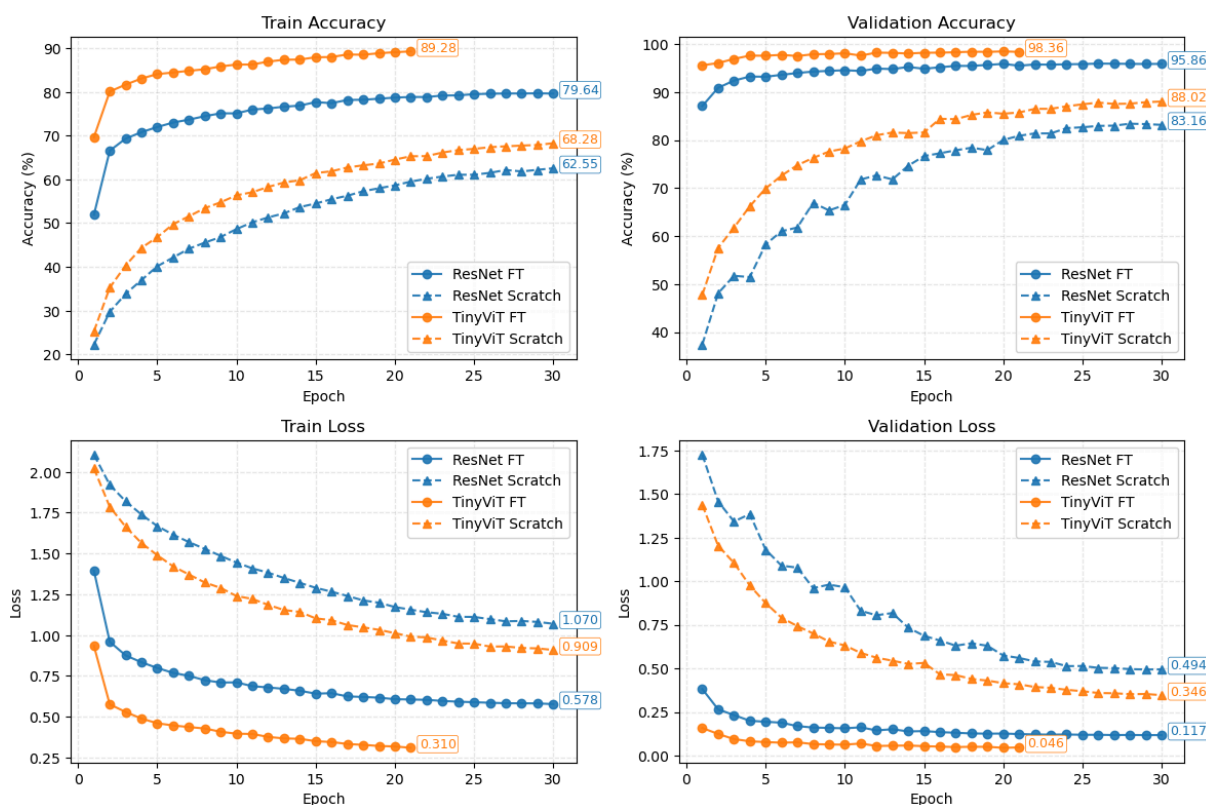 Train Accuracy
Accuracy (%)
90
80
70
60
50
40
30
20
89.28
79.64
68.28
62.55
ResNet FT
ResNet Scratch
TinyViT FT
TinyViT Scratch
0 5 10 15 20 25 30
Epoch
Validation Accuracy
Accuracy (%)
100
90
80
70
60
50
40
98.36
95.86
88.02
83.16
ResNet FT
ResNet Scratch
TinyViT FT
TinyViT Scratch
0 5 10 15 20 25 30
Epoch
Train Loss
Loss
2.00
1.75
1.50
1.25
1.00
0.75
0.50
0.25
ResNet FT
ResNet Scratch
TinyViT FT
TinyViT Scratch
1.070
0.909
0.578
0.310
0 5 10 15 20 25 30
Epoch
Validation Loss
Loss
1.75
1.50
1.25
1.00
0.75
0.50
0.25
0.00
ResNet FT
ResNet Scratch
TinyViT FT
TinyViT Scratch
0.494
0.346
0.117
0.046
0 5 10 15 20 25 30
Epoch